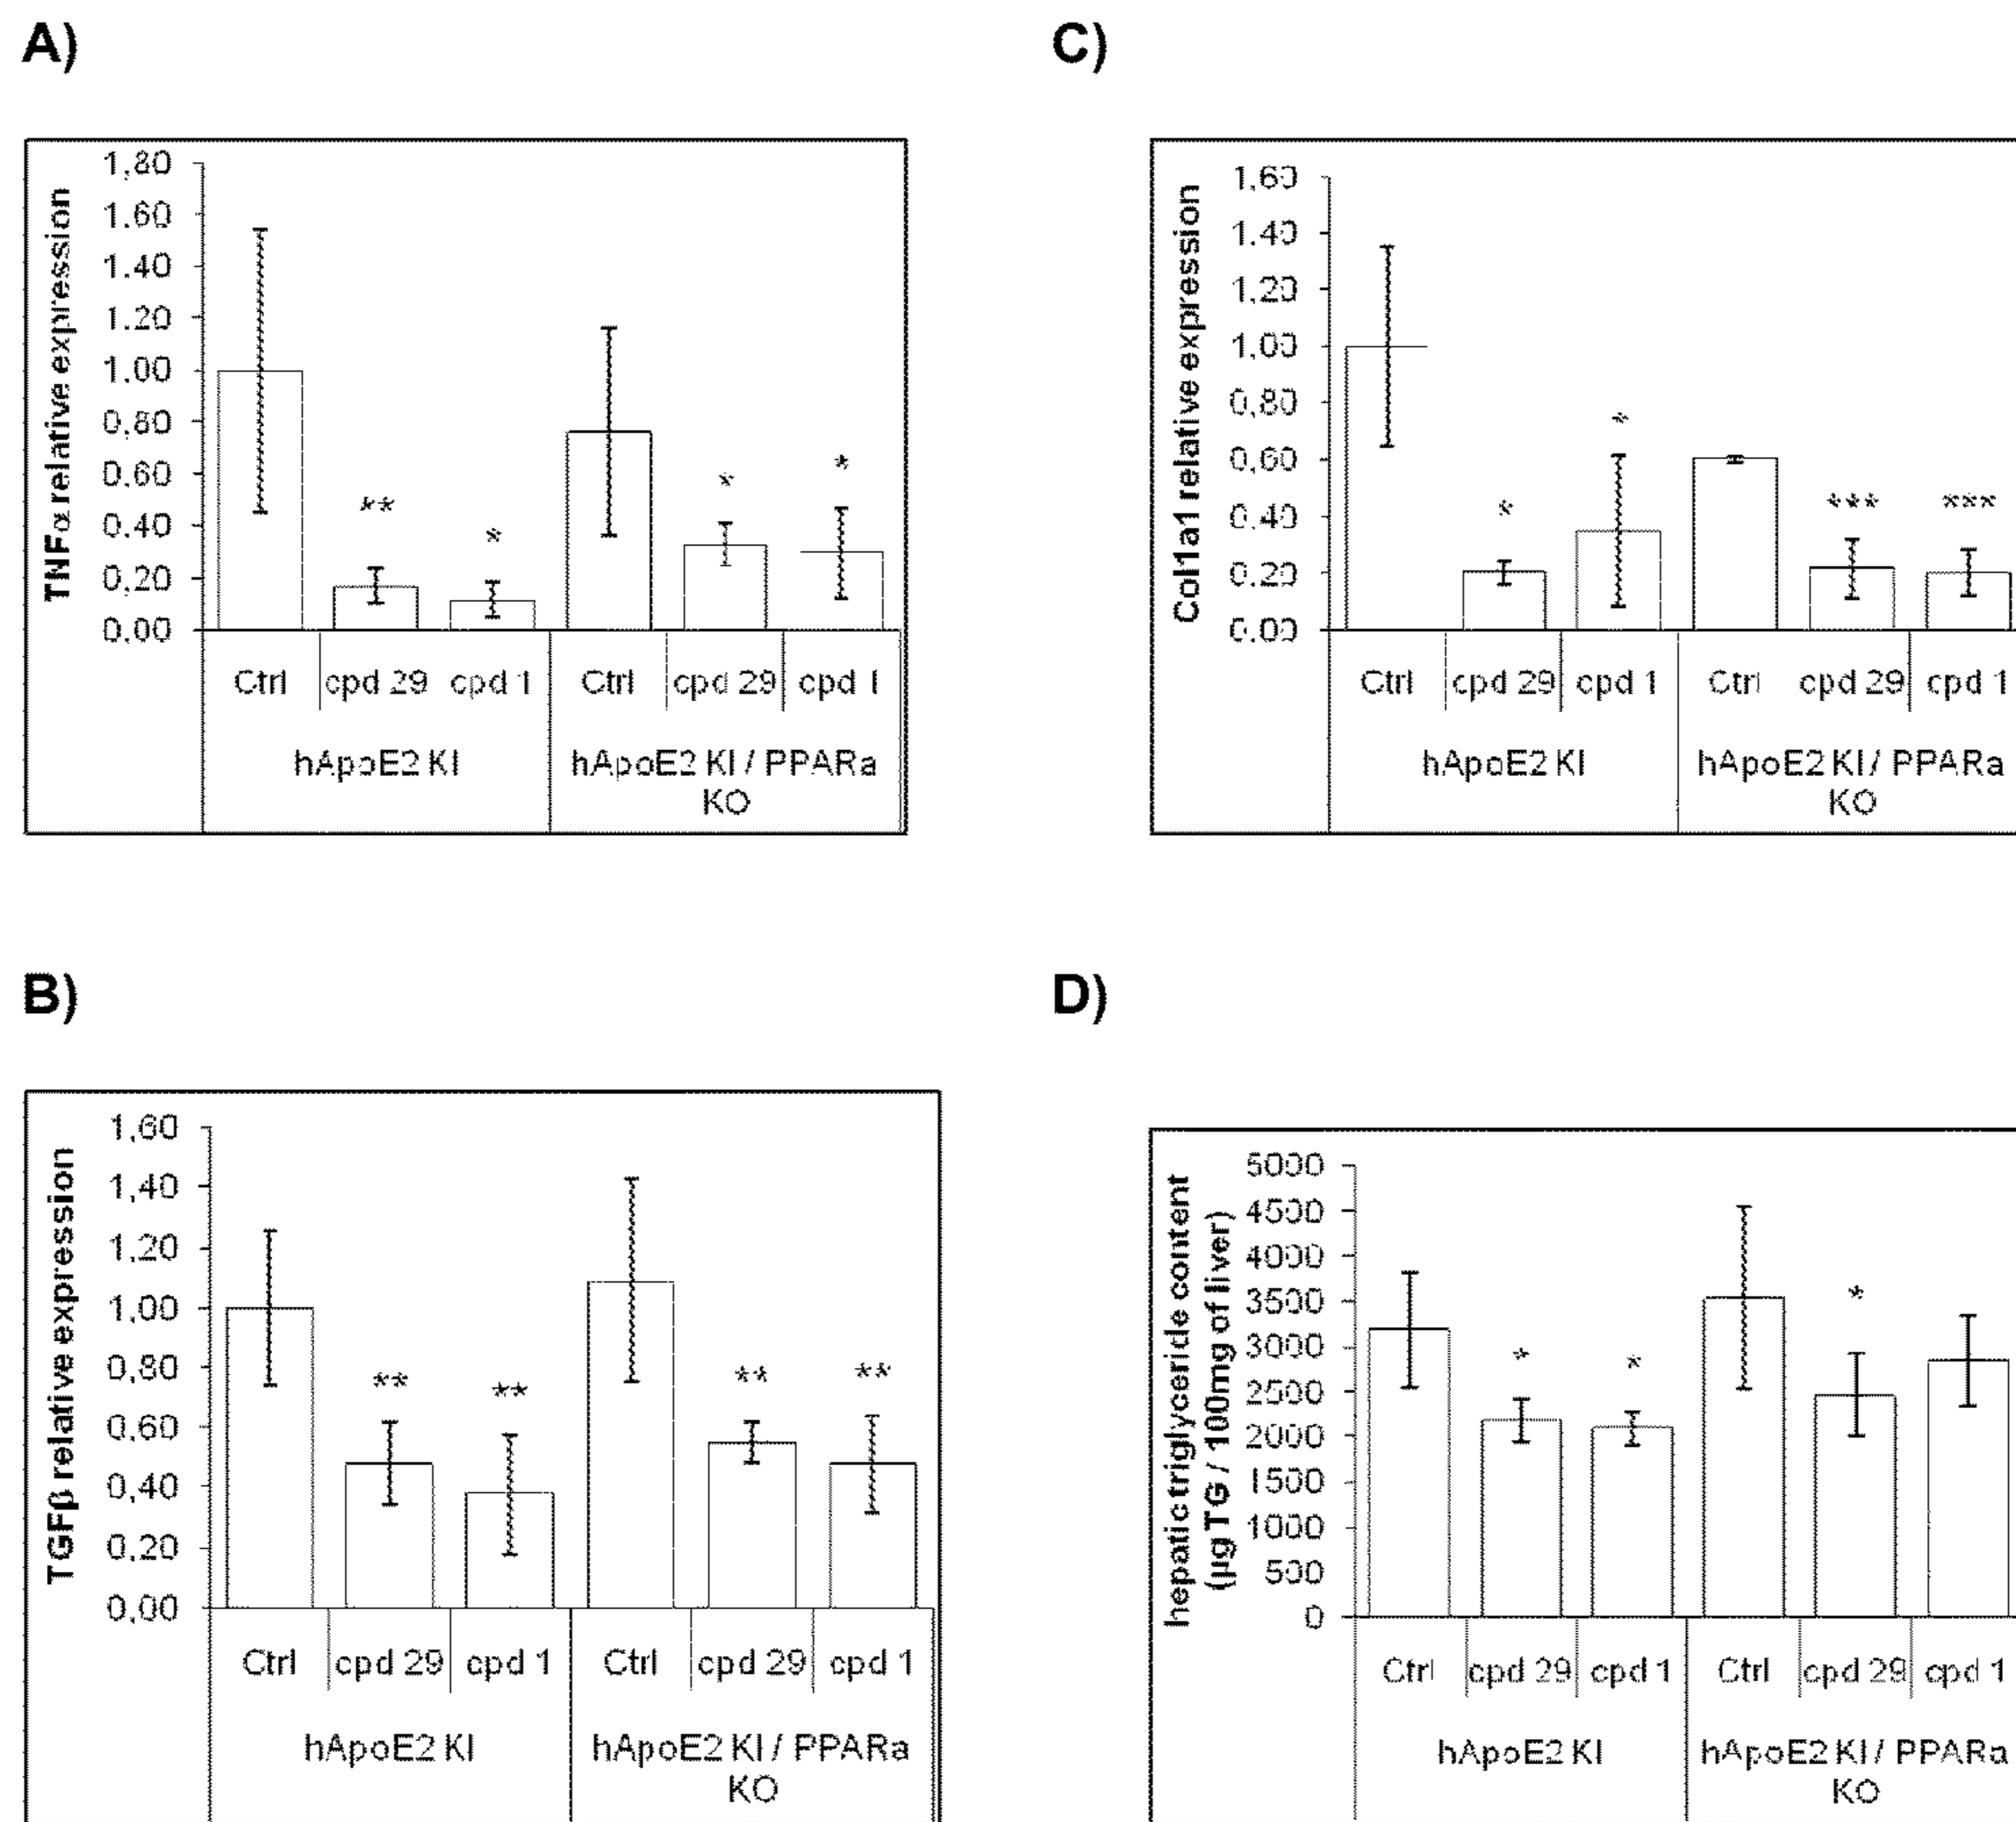 A)
TNFα relative expression
1,80
1,60
1,40
1,20
1,00
0,80
0,60
0,40
0,20
0,00
** * * *
Ctrl cpd 29 cpd 1 Ctrl cpd 29 cpd 1
hApoE2 KI hApoE2 KI / PPARa
KO
C)
Col1a1 relative expression
1,60
1,40
1,20
1,00
0,80
0,60
0,40
0,20
0,00
* * *** ***
Ctrl cpd 29 cpd 1 Ctrl cpd 29 cpd 1
hApoE2 KI hApoE2 KI / PPARa
KO
B)
TGFβ relative expression
1,60
1,40
1,20
1,00
0,80
0,60
0,40
0,20
0,00
** ** ** **
Ctrl cpd 29 cpd 1 Ctrl cpd 29 cpd 1
hApoE2 KI hApoE2 KI / PPARa
KO
D)
hepatic triglyceride content
(µg TG / 100mg of liver)
5000
4500
4000
3500
3000
2500
2000
1500
1000
500
0
* * *
Ctrl cpd 29 cpd 1 Ctrl cpd 29 cpd 1
hApoE2 KI hApoE2 KI / PPARa
KO